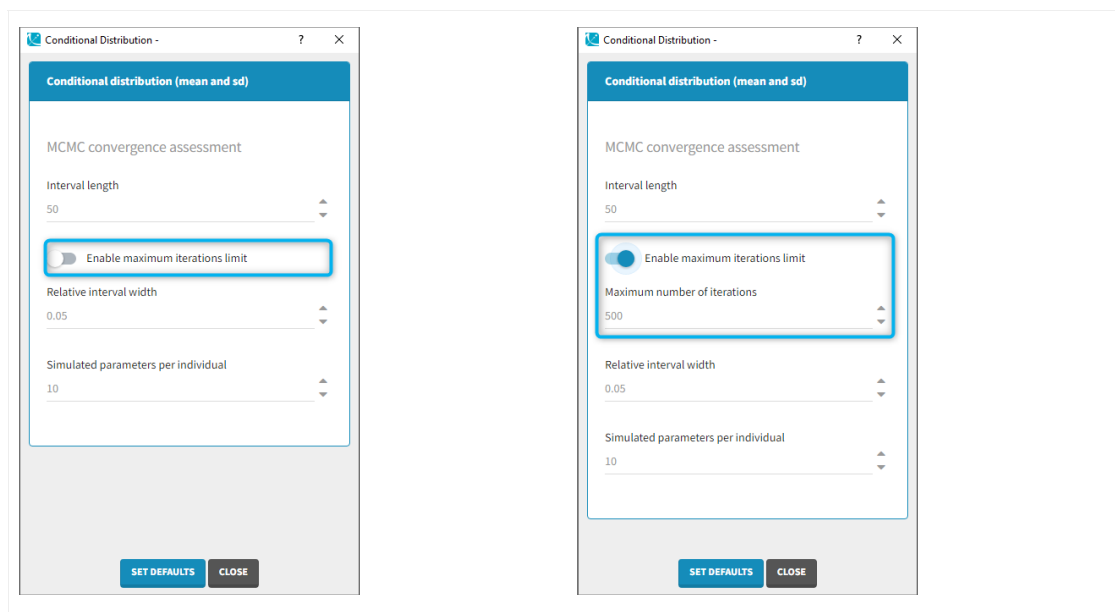 Conditional Distribution - ? ×
Conditional distribution (mean and sd)
MCMC convergence assessment
Interval length
50
Enable maximum iterations limit
Relative interval width
0.05
Simulated parameters per individual
10
SET DEFAULTS CLOSE
Conditional Distribution - ? ×
Conditional distribution (mean and sd)
MCMC convergence assessment
Interval length
50
Enable maximum iterations limit
Maximum number of iterations
500
Relative interval width
0.05
Simulated parameters per individual
10
SET DEFAULTS CLOSE